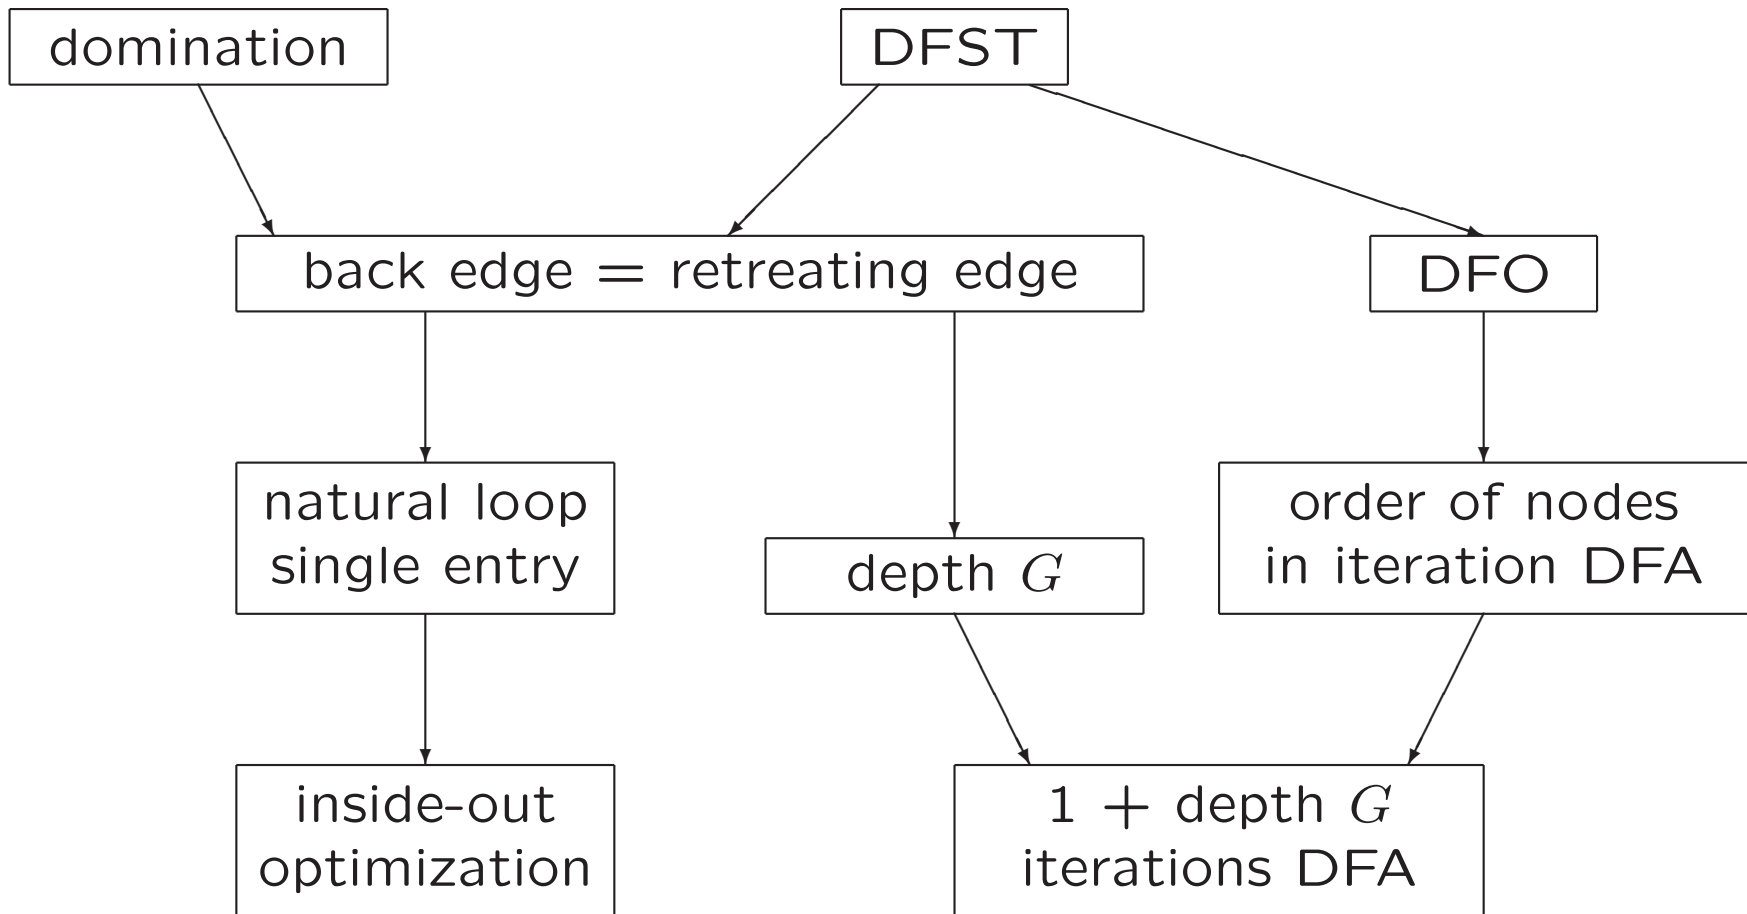 domination
DFST
back edge = retreating edge
DFO
natural loop
single entry
depth G
order of nodes
in iteration DFA
inside-out
optimization
1 + depth G
iterations DFA